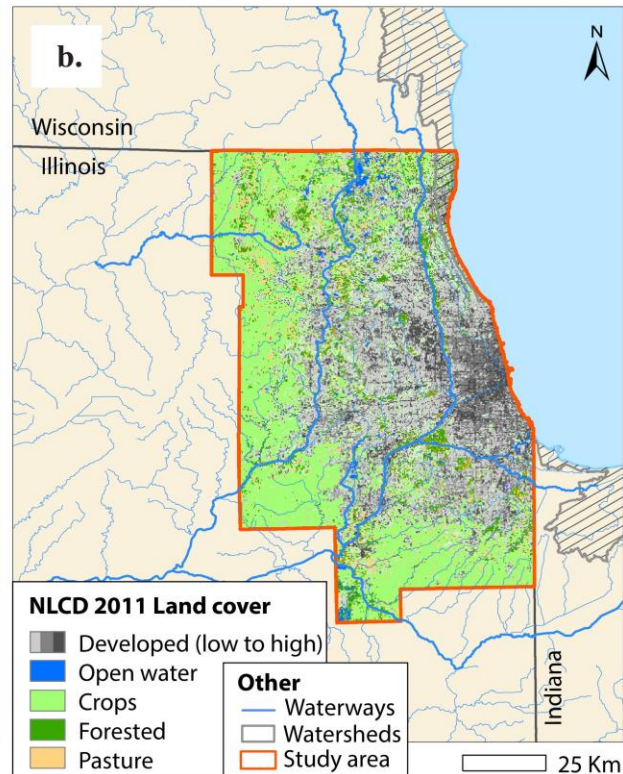 b.
N
Wisconsin
Illinois
NLCD 2011 Land cover
Developed (low to high)
Open water
Crops
Forested
Pasture
Other
Waterways
Watersheds
Study area
Indiana
25 Km